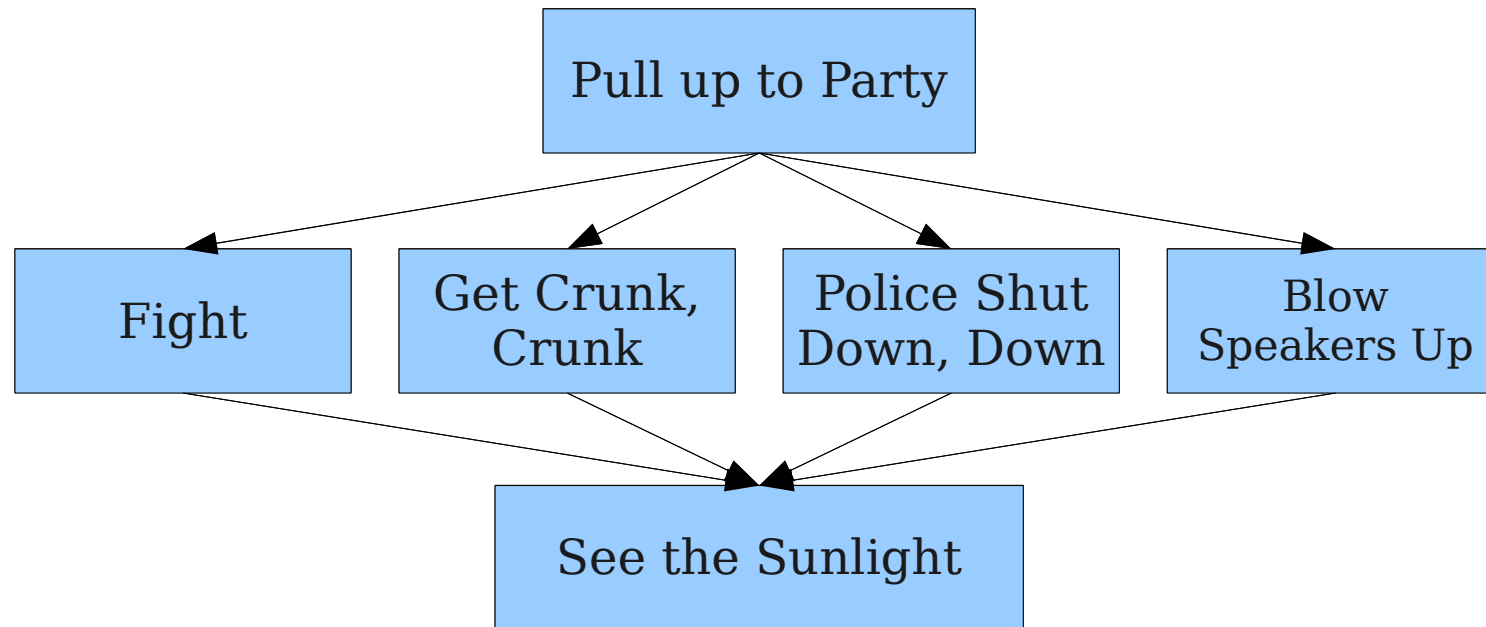 Pull up to Party
Fight
Get Crunk,
Crunk
Police Shut
Down, Down
Blow
Speakers Up
See the Sunlight